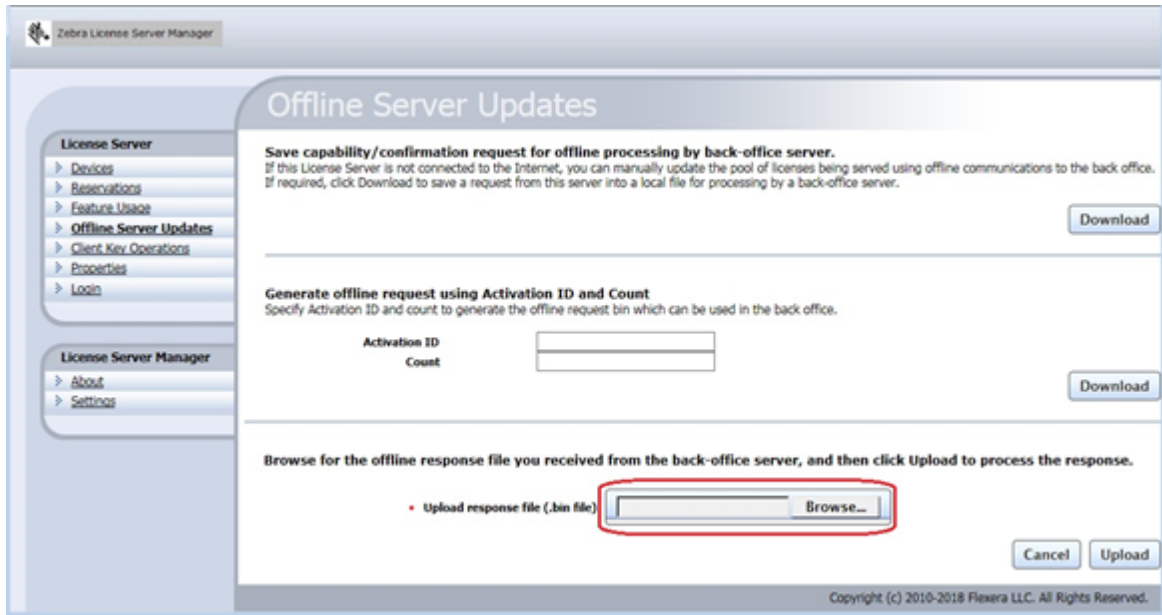 Zebra License Server Manager
Offline Server Updates
License Server
Devices
Reservations
Feature Usage
Offline Server Updates
Client Key Operations
Properties
Login
License Server Manager
About
Settings
Save capability/confirmation request for offline processing by back-office server.
If this License Server is not connected to the Internet, you can manually update the pool of licenses being served using offline communications to the back office.
If required, click Download to save a request from this server into a local file for processing by a back-office server.
Download
Generate offline request using Activation ID and Count
Specify Activation ID and count to generate the offline request bin which can be used in the back office.
Activation ID
Count
Download
Browse for the offline response file you received from the back-office server, and then click Upload to process the response.
• Upload response file (.bin file) Browse...
Cancel Upload
Copyright (c) 2010-2018 Flexera LLC. All Rights Reserved.